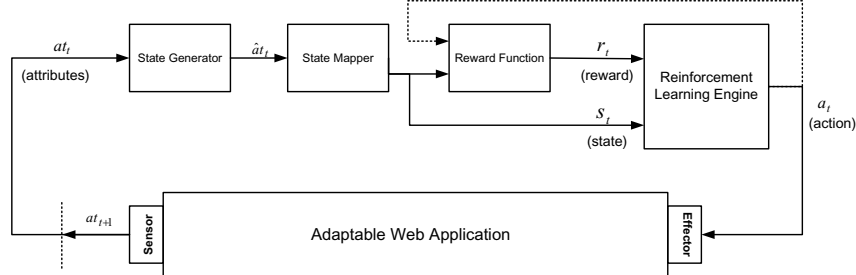 at_t
(attributes)
State Generator
ât_t
State Mapper
Reward Function
r_t
(reward)
s_t
(state)
Reinforcement
Learning Engine
a_t
(action)
at_{t+1}
Sensor
Adaptable Web Application
Effector